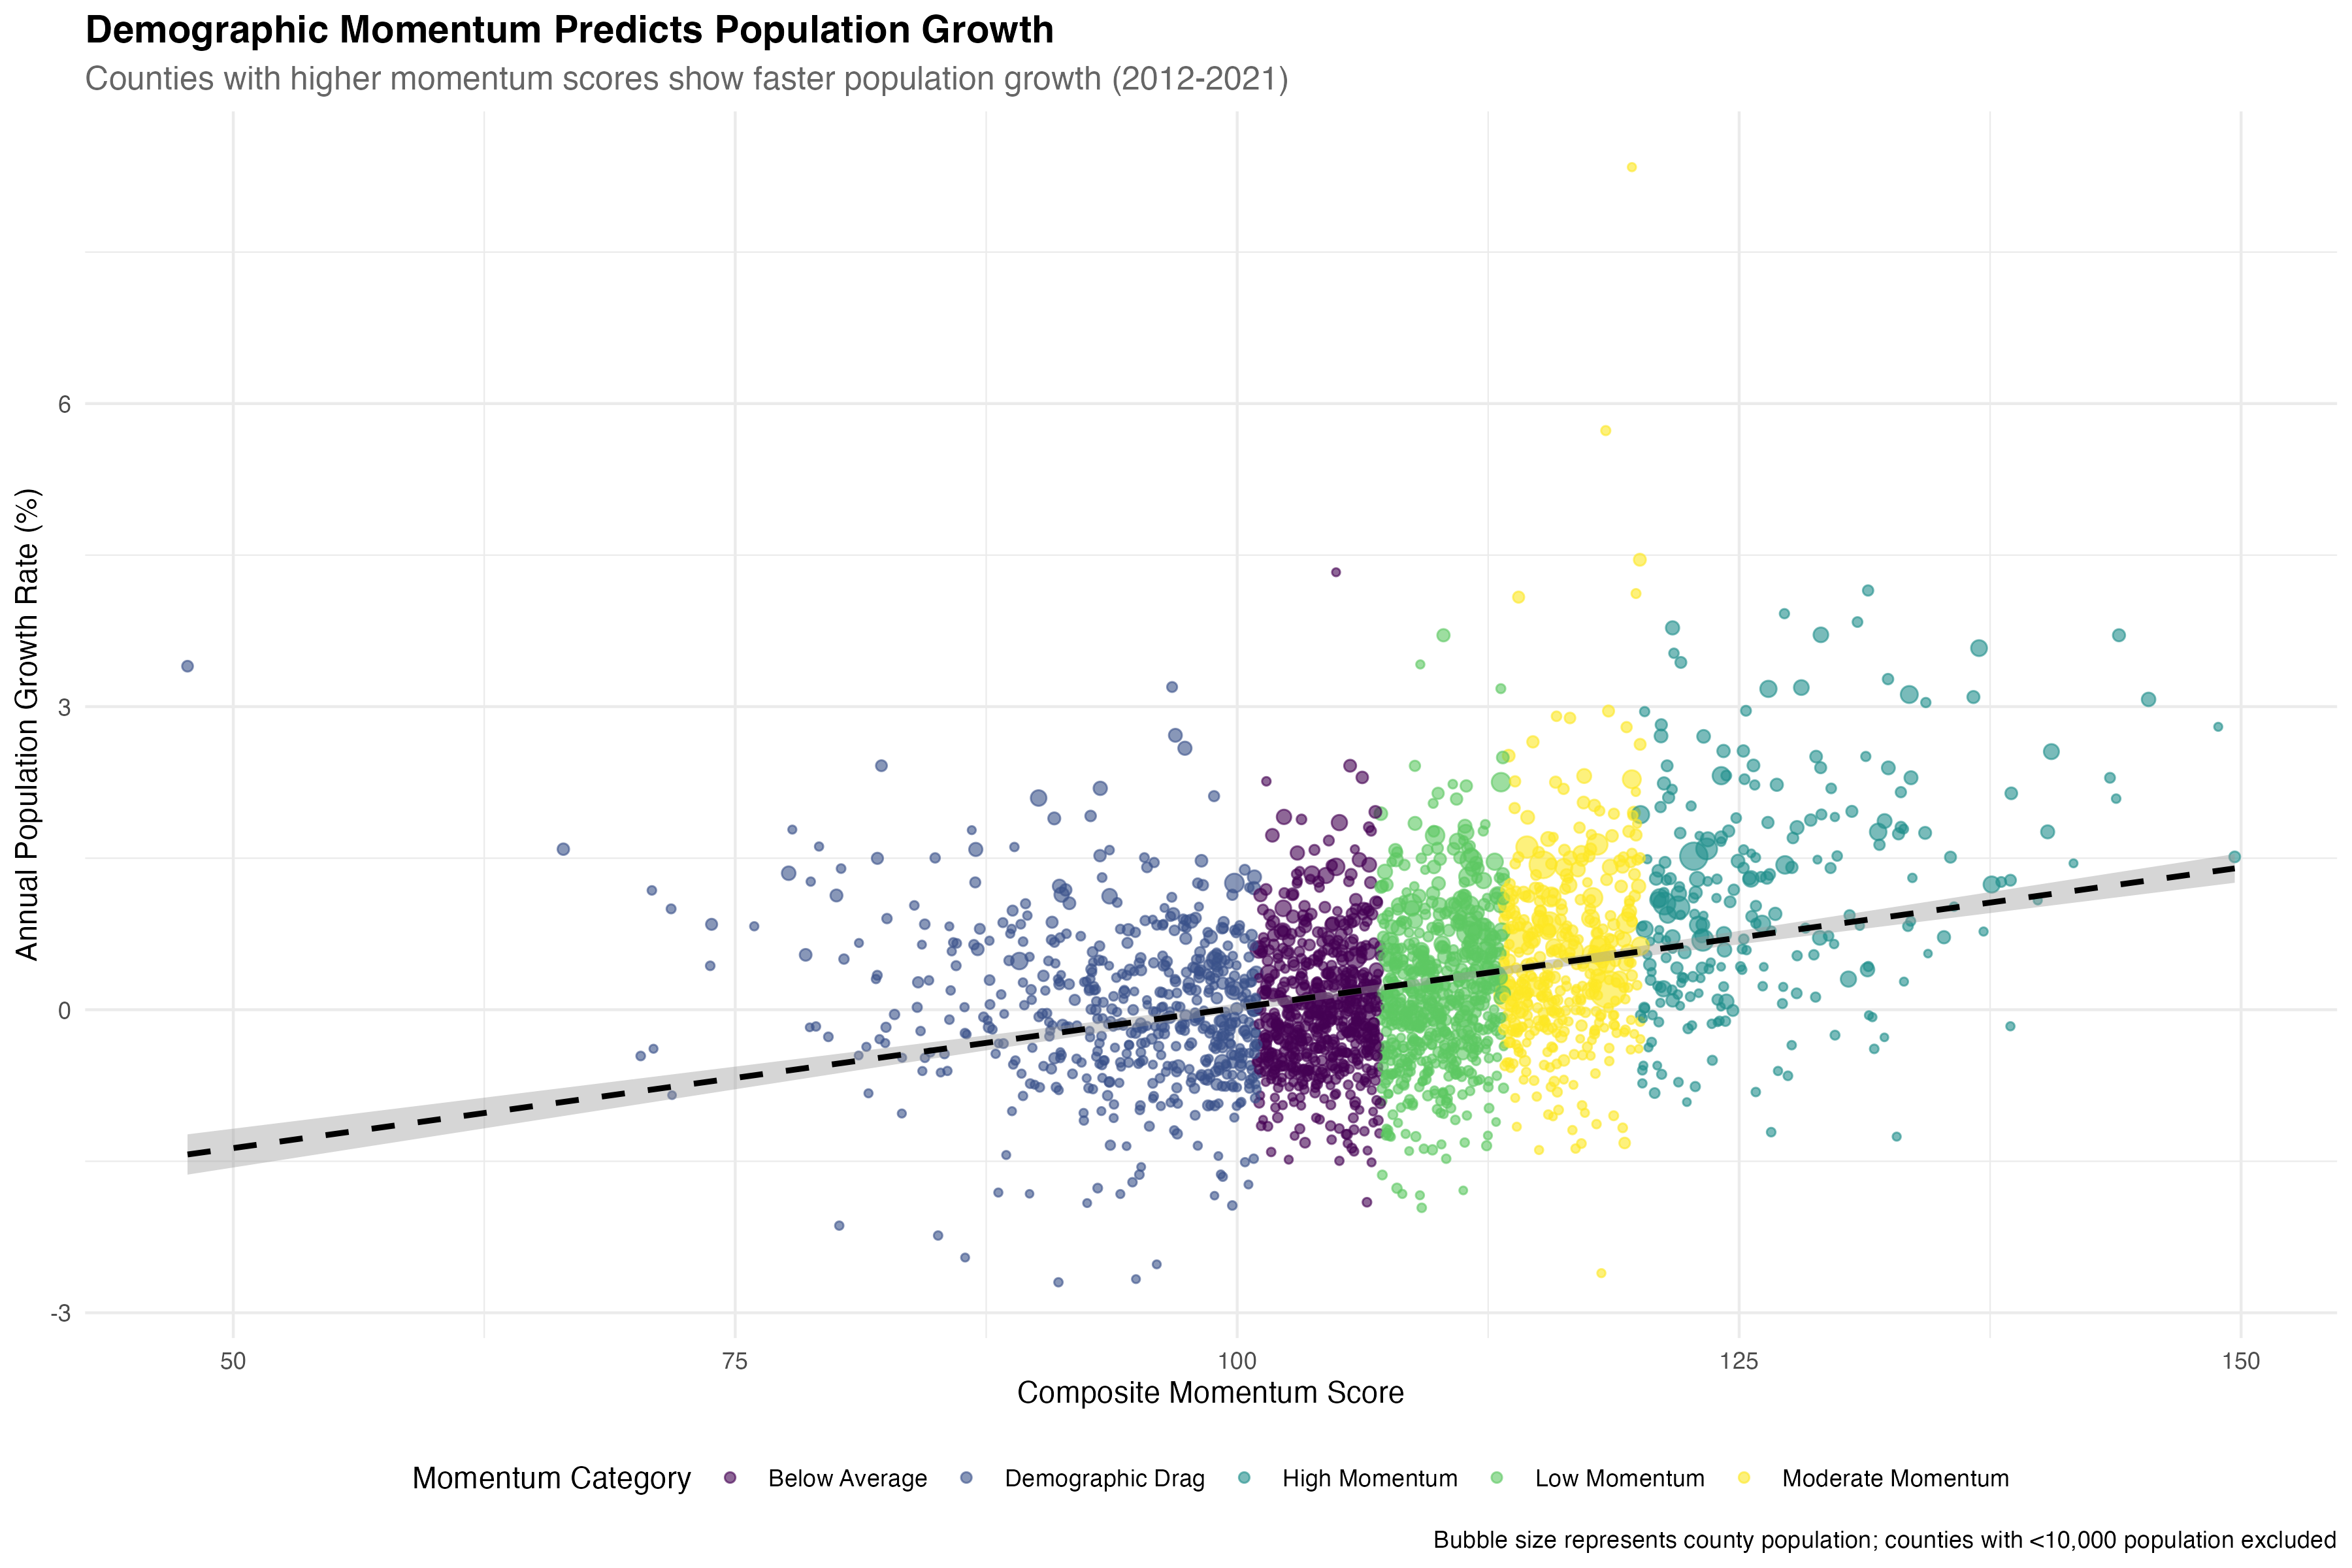 Demographic Momentum Predicts Population Growth
Counties with higher momentum scores show faster population growth (2012-2021)
Annual Population Growth Rate (%)
6
3
0
-3
50 75 100 125 150
Composite Momentum Score
Momentum Category Below Average Demographic Drag High Momentum Low Momentum Moderate Momentum
Bubble size represents county population; counties with <10,000 population excluded